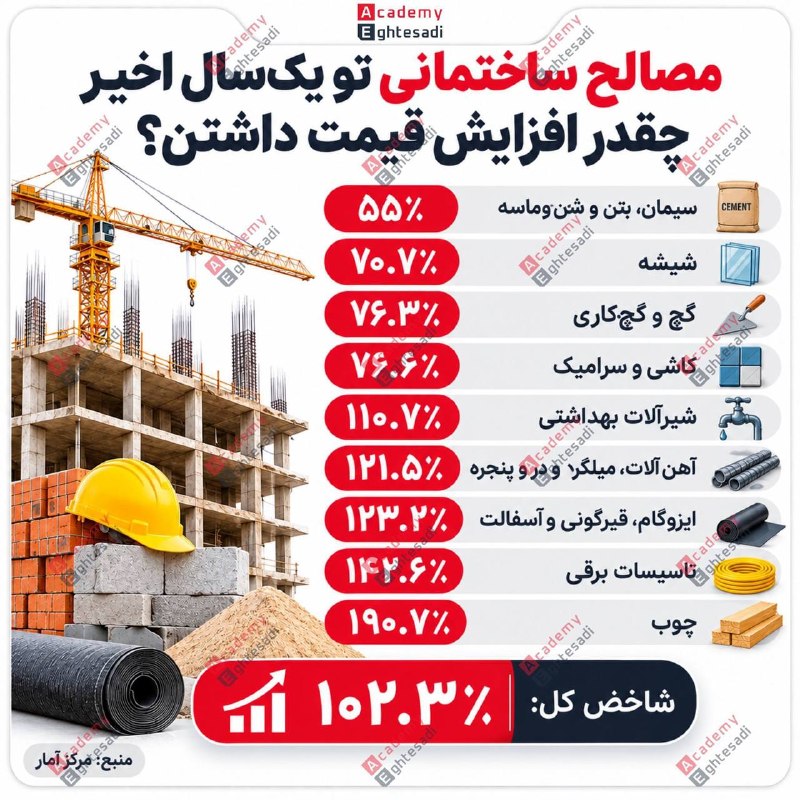 Academy
Eghtesadi
مصالح ساختمانی تو یک‌سال اخیر
چقدر افزایش قیمت داشتن؟
سیمان، بتن و شن‌وماسه ۵۵٪
CEMENT
شیشه ۷۰.۷٪
گچ و گچ‌کاری ۷۶.۳٪
کاشی و سرامیک ۷۶.۶٪
شیرآلات بهداشتی ۱۱۰.۷٪
آهن‌آلات، میلگرد و در و پنجره ۱۲۱.۵٪
ایزوگام، قیرگونی و آسفالت ۱۲۳.۲٪
تاسیسات برقی ۱۴۲.۶٪
چوب ۱۹۰.۷٪
شاخص کل: ۱۰۲.۳٪
منبع: مرکز آمار